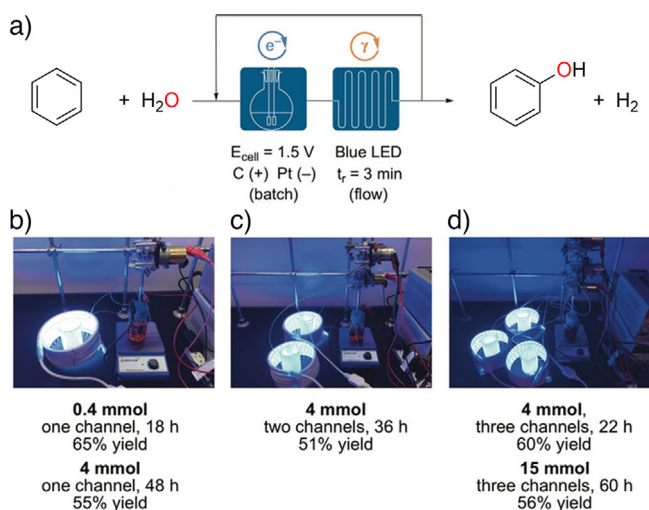 a)
+ H₂O
e⁻
γ
OH
+ H₂
E_cell = 1.5 V
C (+) Pt (–)
(batch)
Blue LED
t_r = 3 min
(flow)
b)
c)
d)
0.4 mmol
one channel, 18 h
65% yield
4 mmol
one channel, 48 h
55% yield
4 mmol
two channels, 36 h
51% yield
4 mmol,
three channels, 22 h
60% yield
15 mmol
three channels, 60 h
56% yield